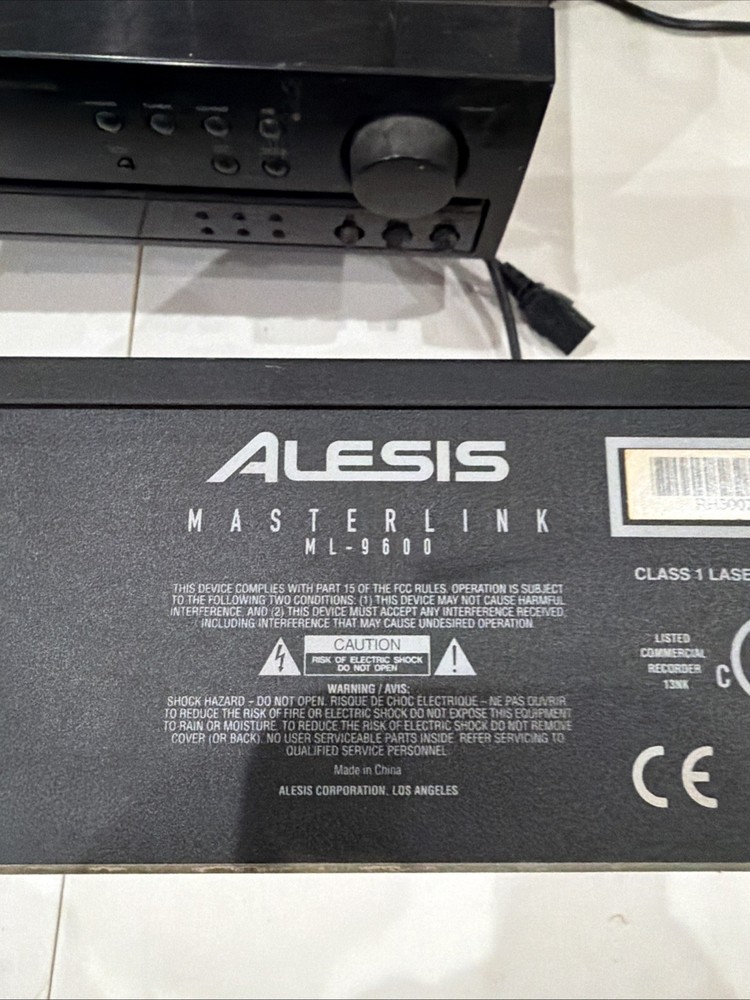 ALESIS
MASTERLINK
ML-9600
THIS DEVICE COMPLIES WITH PART 15 OF THE FCC RULES. OPERATION IS SUBJECT
TO THE FOLLOWING TWO CONDITIONS: (1) THIS DEVICE MAY NOT CAUSE HARMFUL
INTERFERENCE, AND (2) THIS DEVICE MUST ACCEPT ANY INTERFERENCE RECEIVED,
INCLUDING INTERFERENCE THAT MAY CAUSE UNDESIRED OPERATION
CAUTION
RISK OF ELECTRIC SHOCK
DO NOT OPEN
WARNING / AVIS:
SHOCK HAZARD – DO NOT OPEN. RISQUE DE CHOC ÉLECTRIQUE – NE PAS OUVRIR
TO REDUCE THE RISK OF FIRE OR ELECTRIC SHOCK DO NOT EXPOSE THIS EQUIPMENT
TO RAIN OR MOISTURE. TO REDUCE THE RISK OF ELECTRIC SHOCK DO NOT REMOVE
COVER (OR BACK). NO USER SERVICEABLE PARTS INSIDE. REFER SERVICING TO
QUALIFIED SERVICE PERSONNEL.
Made in China
ALESIS CORPORATION, LOS ANGELES
CLASS 1 LASE
LISTED
COMMERCIAL
RECORDER
13NK
C
CE